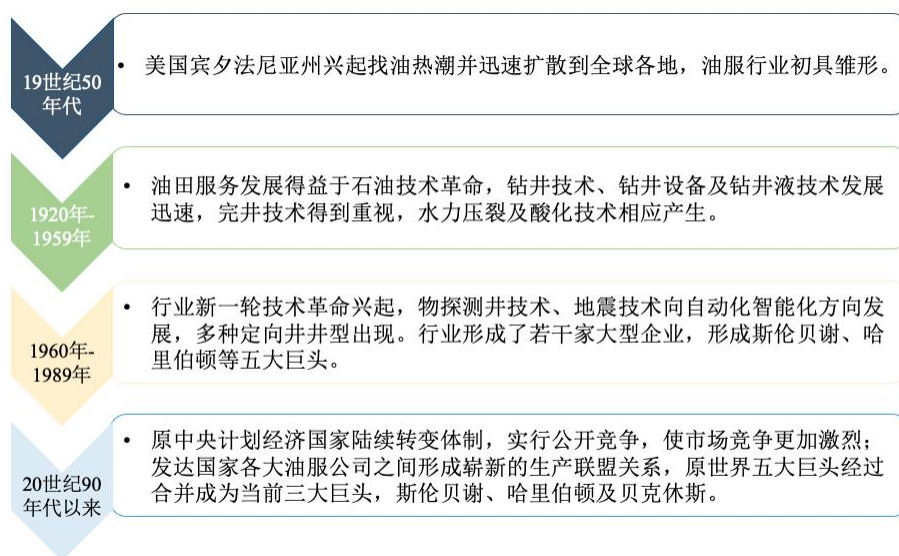 19世纪50
年代
• 美国宾夕法尼亚州兴起找油热潮并迅速扩散到全球各地，油服行业初具雏形。
1920年-
1959年
• 油田服务发展得益于石油技术革命，钻井技术、钻井设备及钻井液技术发展
迅速，完井技术得到重视，水力压裂及酸化技术相应产生。
1960年-
1989年
• 行业新一轮技术革命兴起，物探测井技术、地震技术向自动化智能化方向发
展，多种定向井井型出现。行业形成了若干家大型企业，形成斯伦贝谢、哈
里伯顿等五大巨头。
20世纪90
年代以来
• 原中央计划经济国家陆续转变体制，实行公开竞争，使市场竞争更加激烈；
发达国家各大油服公司之间形成崭新的生产联盟关系，原世界五大巨头经过
合并成为当前三大巨头，斯伦贝谢、哈里伯顿及贝克休斯。